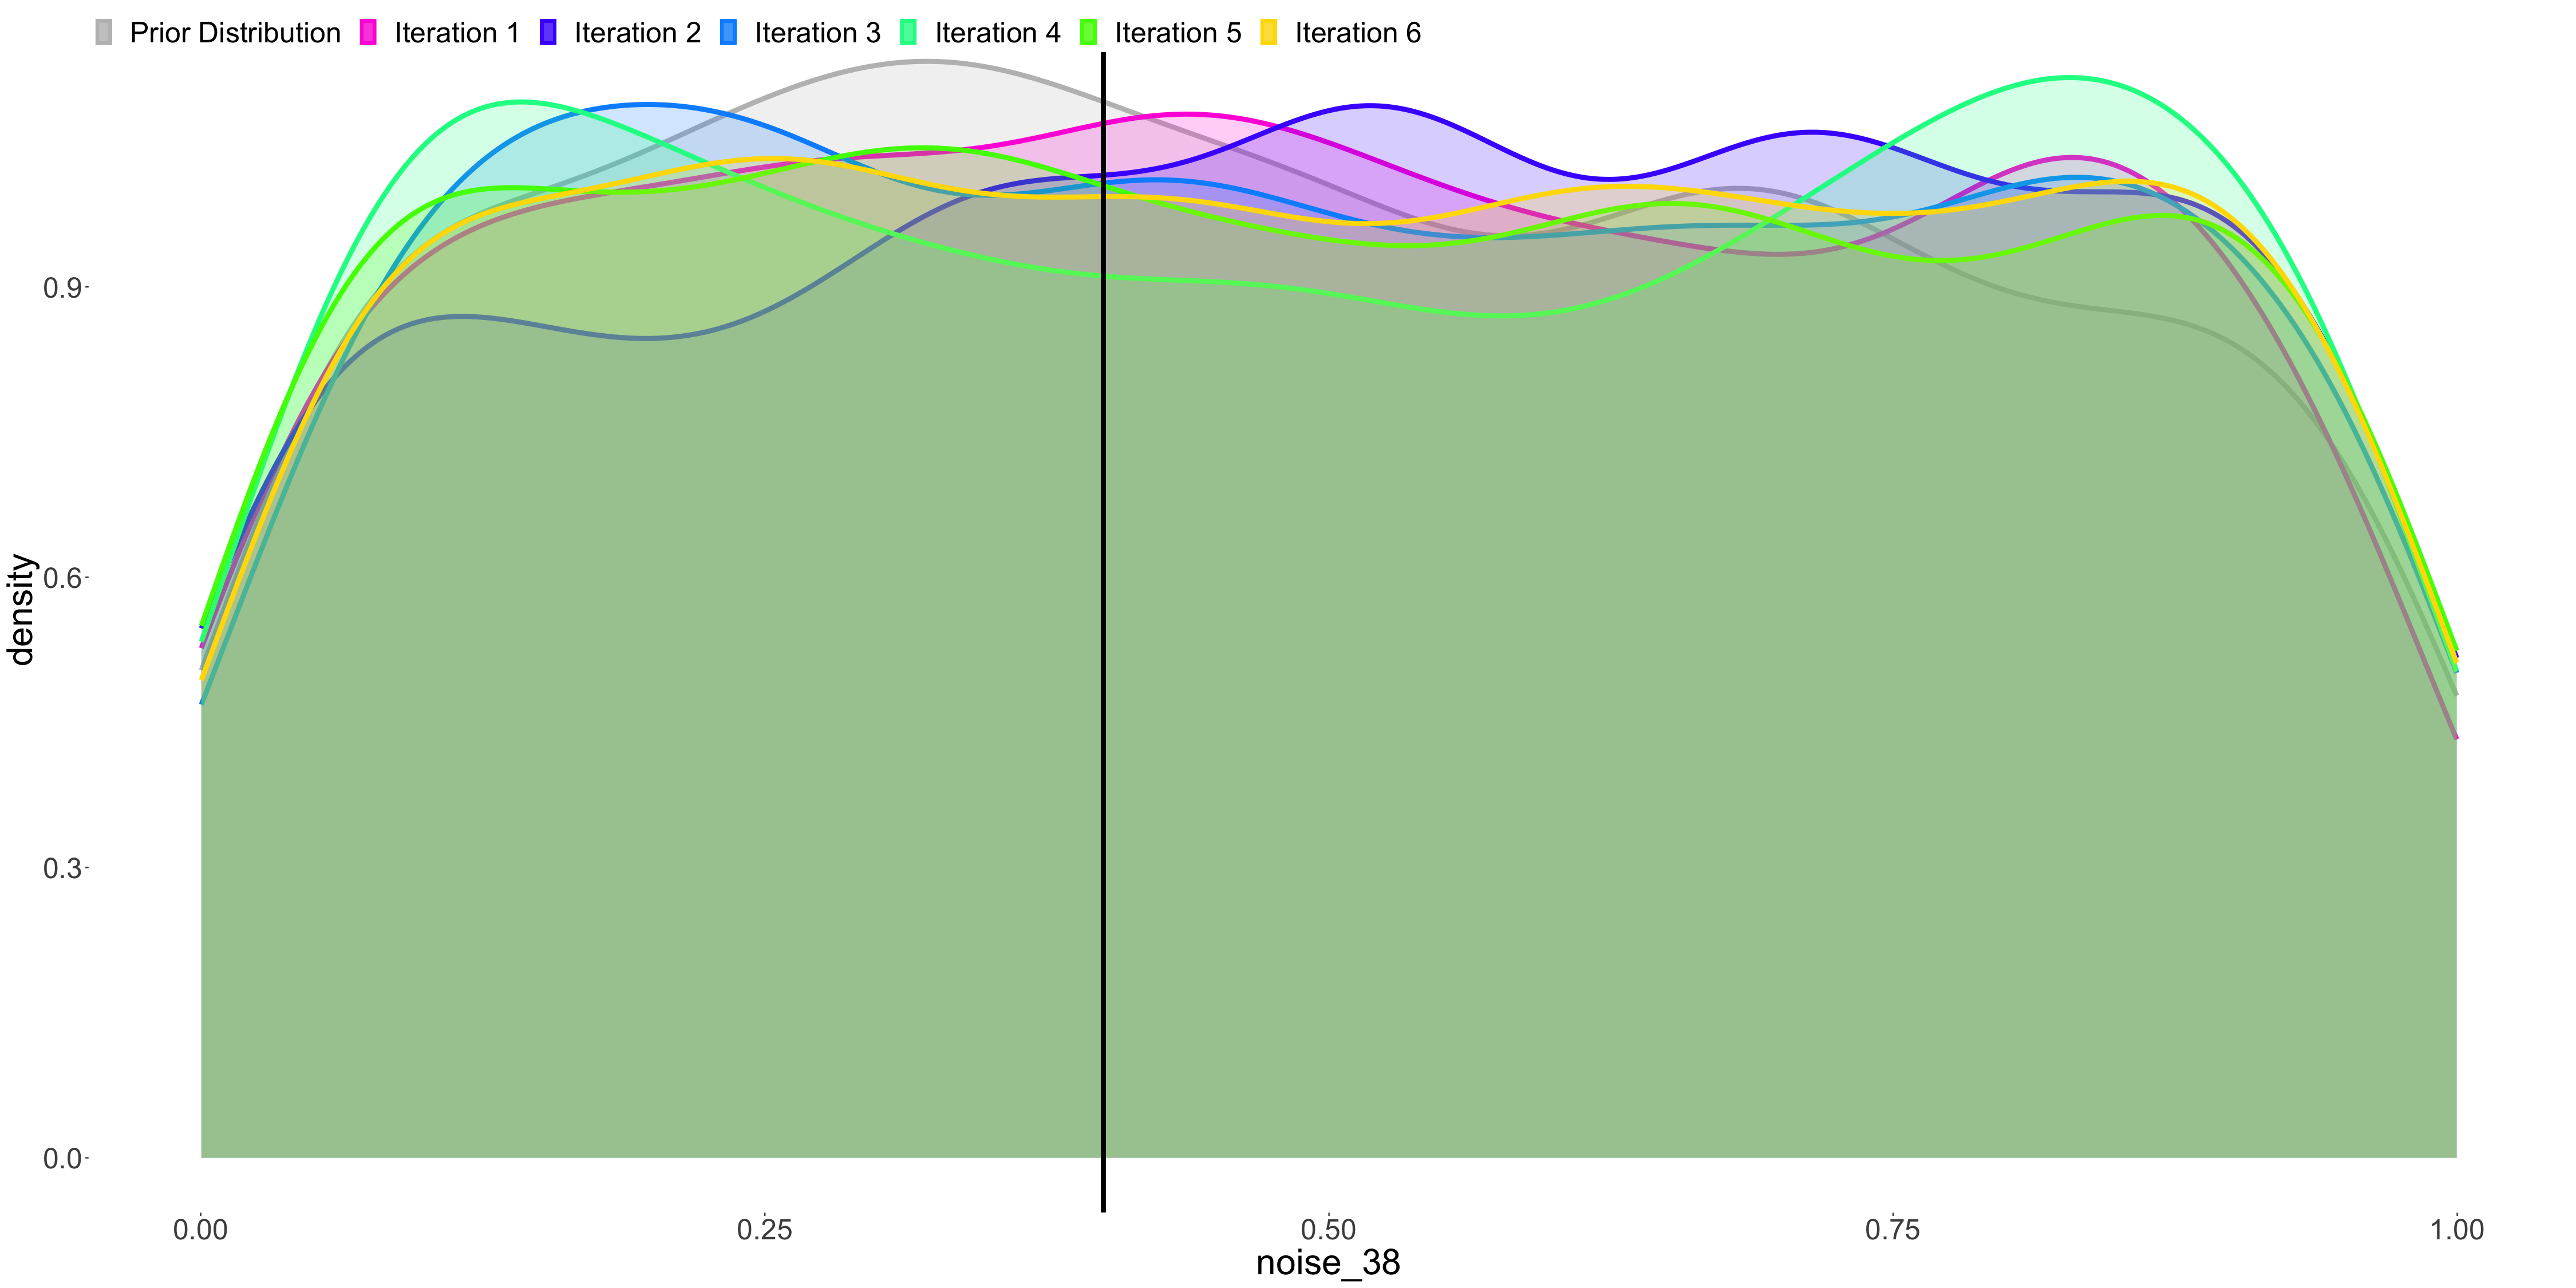 Prior Distribution Iteration 1 Iteration 2 Iteration 3 Iteration 4 Iteration 5 Iteration 6
density
0.9
0.6
0.3
0.0
0.00 0.25 0.50 0.75 1.00
noise_38